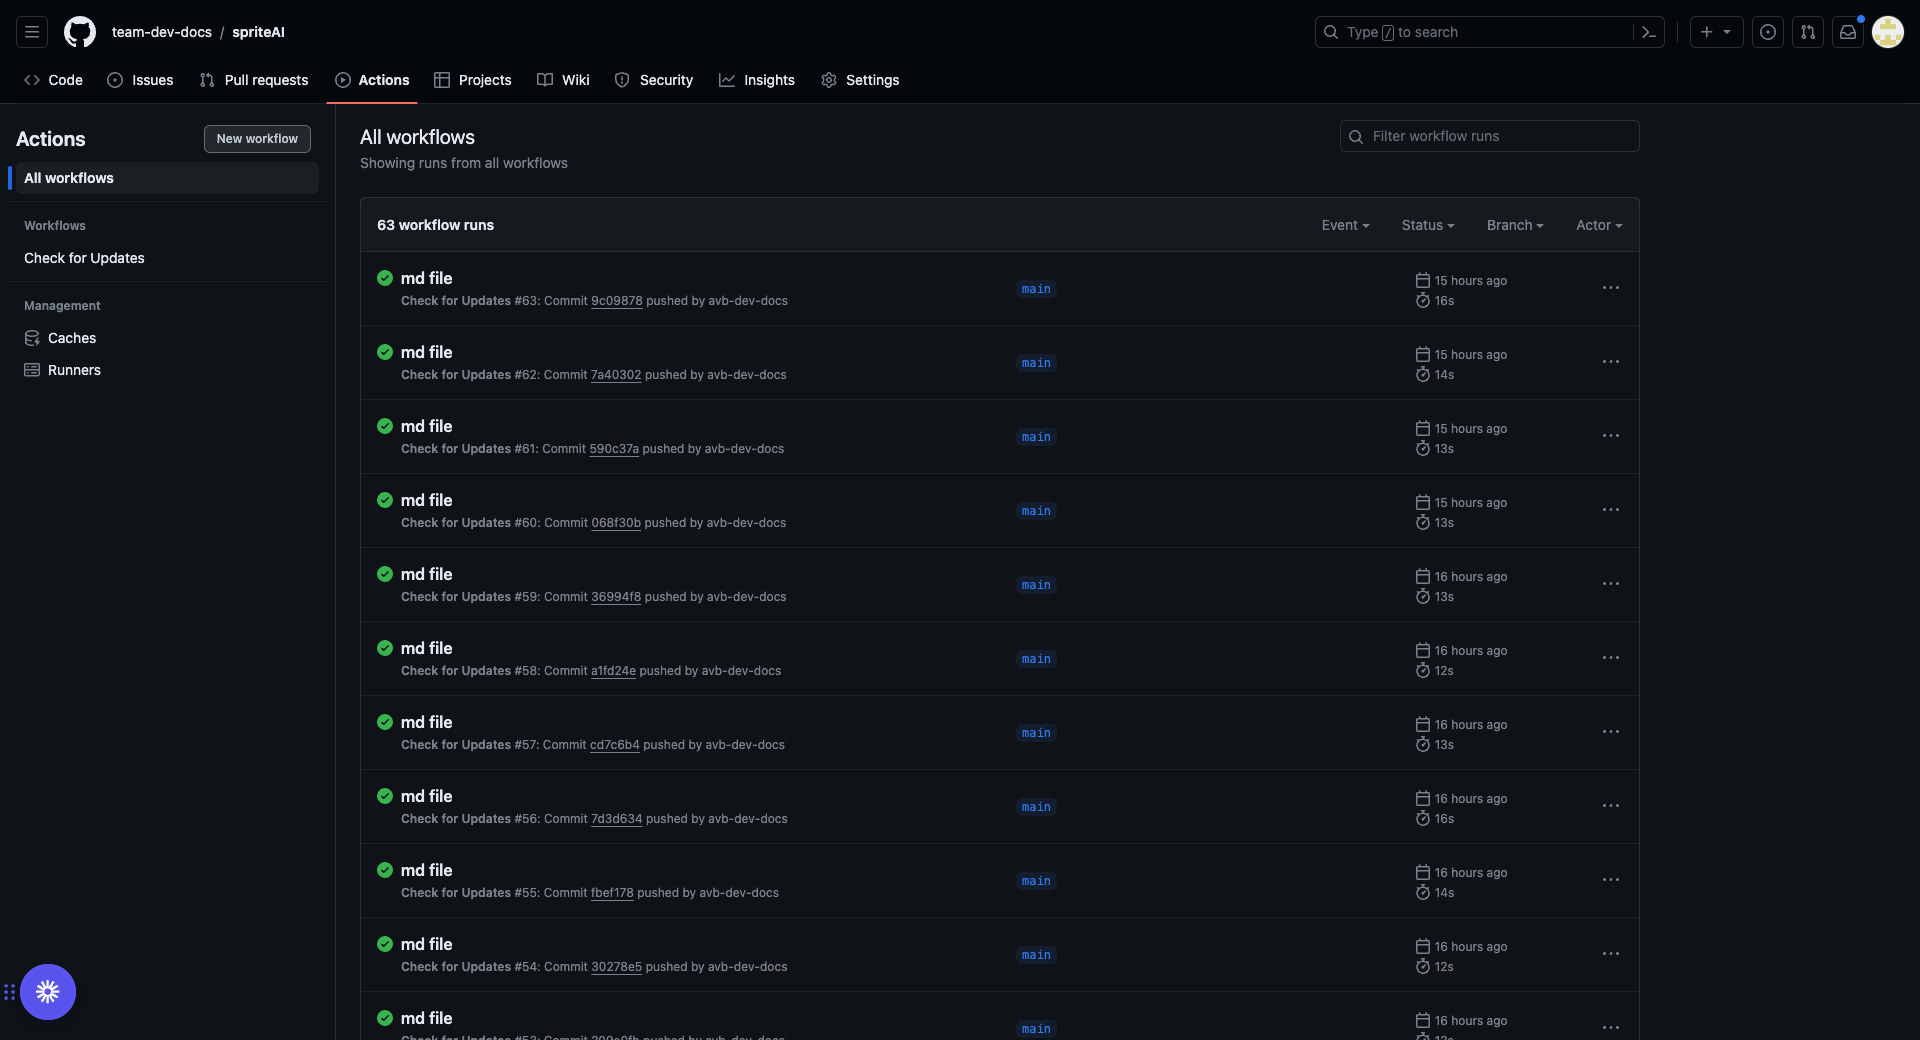 team-dev-docs / spriteAI
Type / to search
Code Issues Pull requests Actions Projects Wiki Security Insights Settings
Actions
New workflow
All workflows
Workflows
Check for Updates
Management
Caches
Runners
All workflows
Showing runs from all workflows
Filter workflow runs
63 workflow runs
Event Status Branch Actor
md file
Check for Updates #63: Commit 9c09878 pushed by avb-dev-docs
main
15 hours ago
16s
md file
Check for Updates #62: Commit 7a40302 pushed by avb-dev-docs
main
15 hours ago
14s
md file
Check for Updates #61: Commit 590c37a pushed by avb-dev-docs
main
15 hours ago
13s
md file
Check for Updates #60: Commit 068f30b pushed by avb-dev-docs
main
15 hours ago
13s
md file
Check for Updates #59: Commit 36994f8 pushed by avb-dev-docs
main
16 hours ago
13s
md file
Check for Updates #58: Commit a1fd24e pushed by avb-dev-docs
main
16 hours ago
12s
md file
Check for Updates #57: Commit cd7c6b4 pushed by avb-dev-docs
main
16 hours ago
13s
md file
Check for Updates #56: Commit 7d3d634 pushed by avb-dev-docs
main
16 hours ago
16s
md file
Check for Updates #55: Commit fbef178 pushed by avb-dev-docs
main
16 hours ago
14s
md file
Check for Updates #54: Commit 30278e5 pushed by avb-dev-docs
main
16 hours ago
12s
md file
Check for Updates #53: Commit pushed by avb-dev-docs
main
16 hours ago